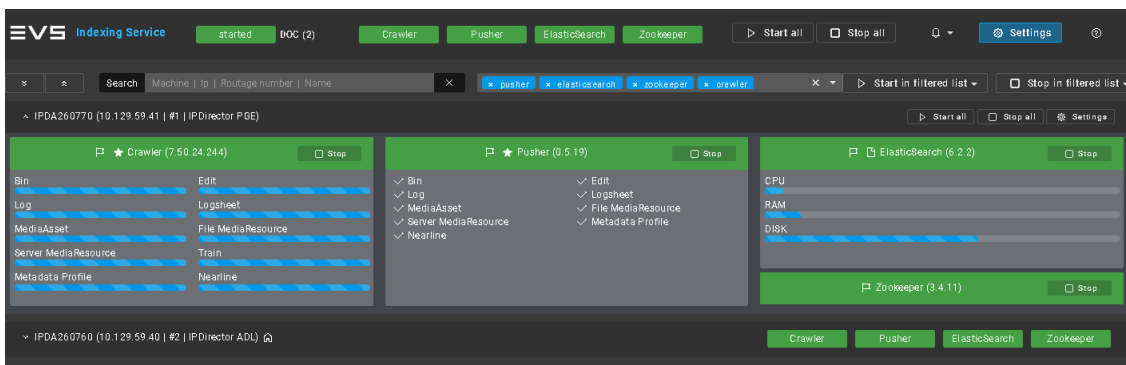 EVS Indexing Service started DOC (2) Crawler Pusher ElasticSearch Zookeeper Start all Stop all Settings
Search Machine | Ip | Routage number | Name × pusher × elasticsearch × zookeeper × crawler Start in filtered list Stop in filtered list
IPDA260770 (10.129.59.41 | #1 | IPDirector PGE) Start all Stop all Settings
Crawler (7.50.24.244) Stop Pusher (0.5.19) Stop ElasticSearch (6.2.2) Stop
Bin Edit Bin Edit CPU
Log Logsheet Log Logsheet RAM
MediaAsset File MediaResource MediaAsset File MediaResource DISK
Server MediaResource Train Server MediaResource Metadata Profile
Metadata Profile Nearline Nearline
Zookeeper (3.4.11) Stop
IPDA260760 (10.129.59.40 | #2 | IPDirector ADL) Crawler Pusher ElasticSearch Zookeeper